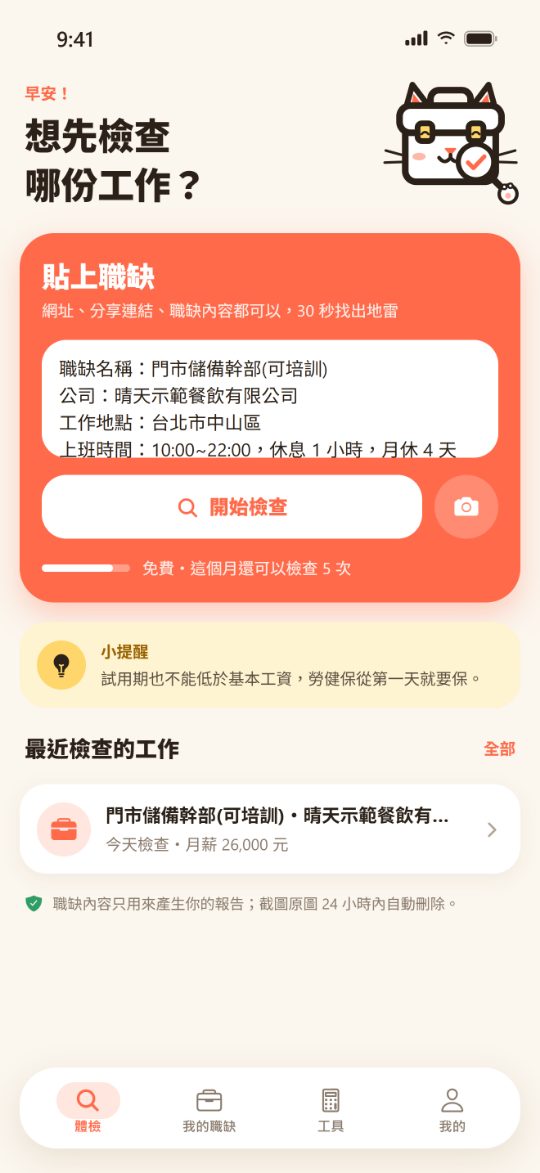 9:41
早安！
想先檢查
哪份工作？
貼上職缺
網址、分享連結、職缺內容都可以，30 秒找出地雷
職缺名稱：門市儲備幹部(可培訓)
公司：晴天示範餐飲有限公司
工作地點：台北市中山區
上班時間：10:00~22:00，休息 1 小時，月休 4 天
開始檢查
免費・這個月還可以檢查 5 次
小提醒
試用期也不能低於基本工資，勞健保從第一天就要保。
最近檢查的工作
全部
門市儲備幹部(可培訓)・晴天示範餐飲有...
今天檢查・月薪 26,000 元
職缺內容只用來產生你的報告；截圖原圖 24 小時內自動刪除。
體檢
我的職缺
工具
我的